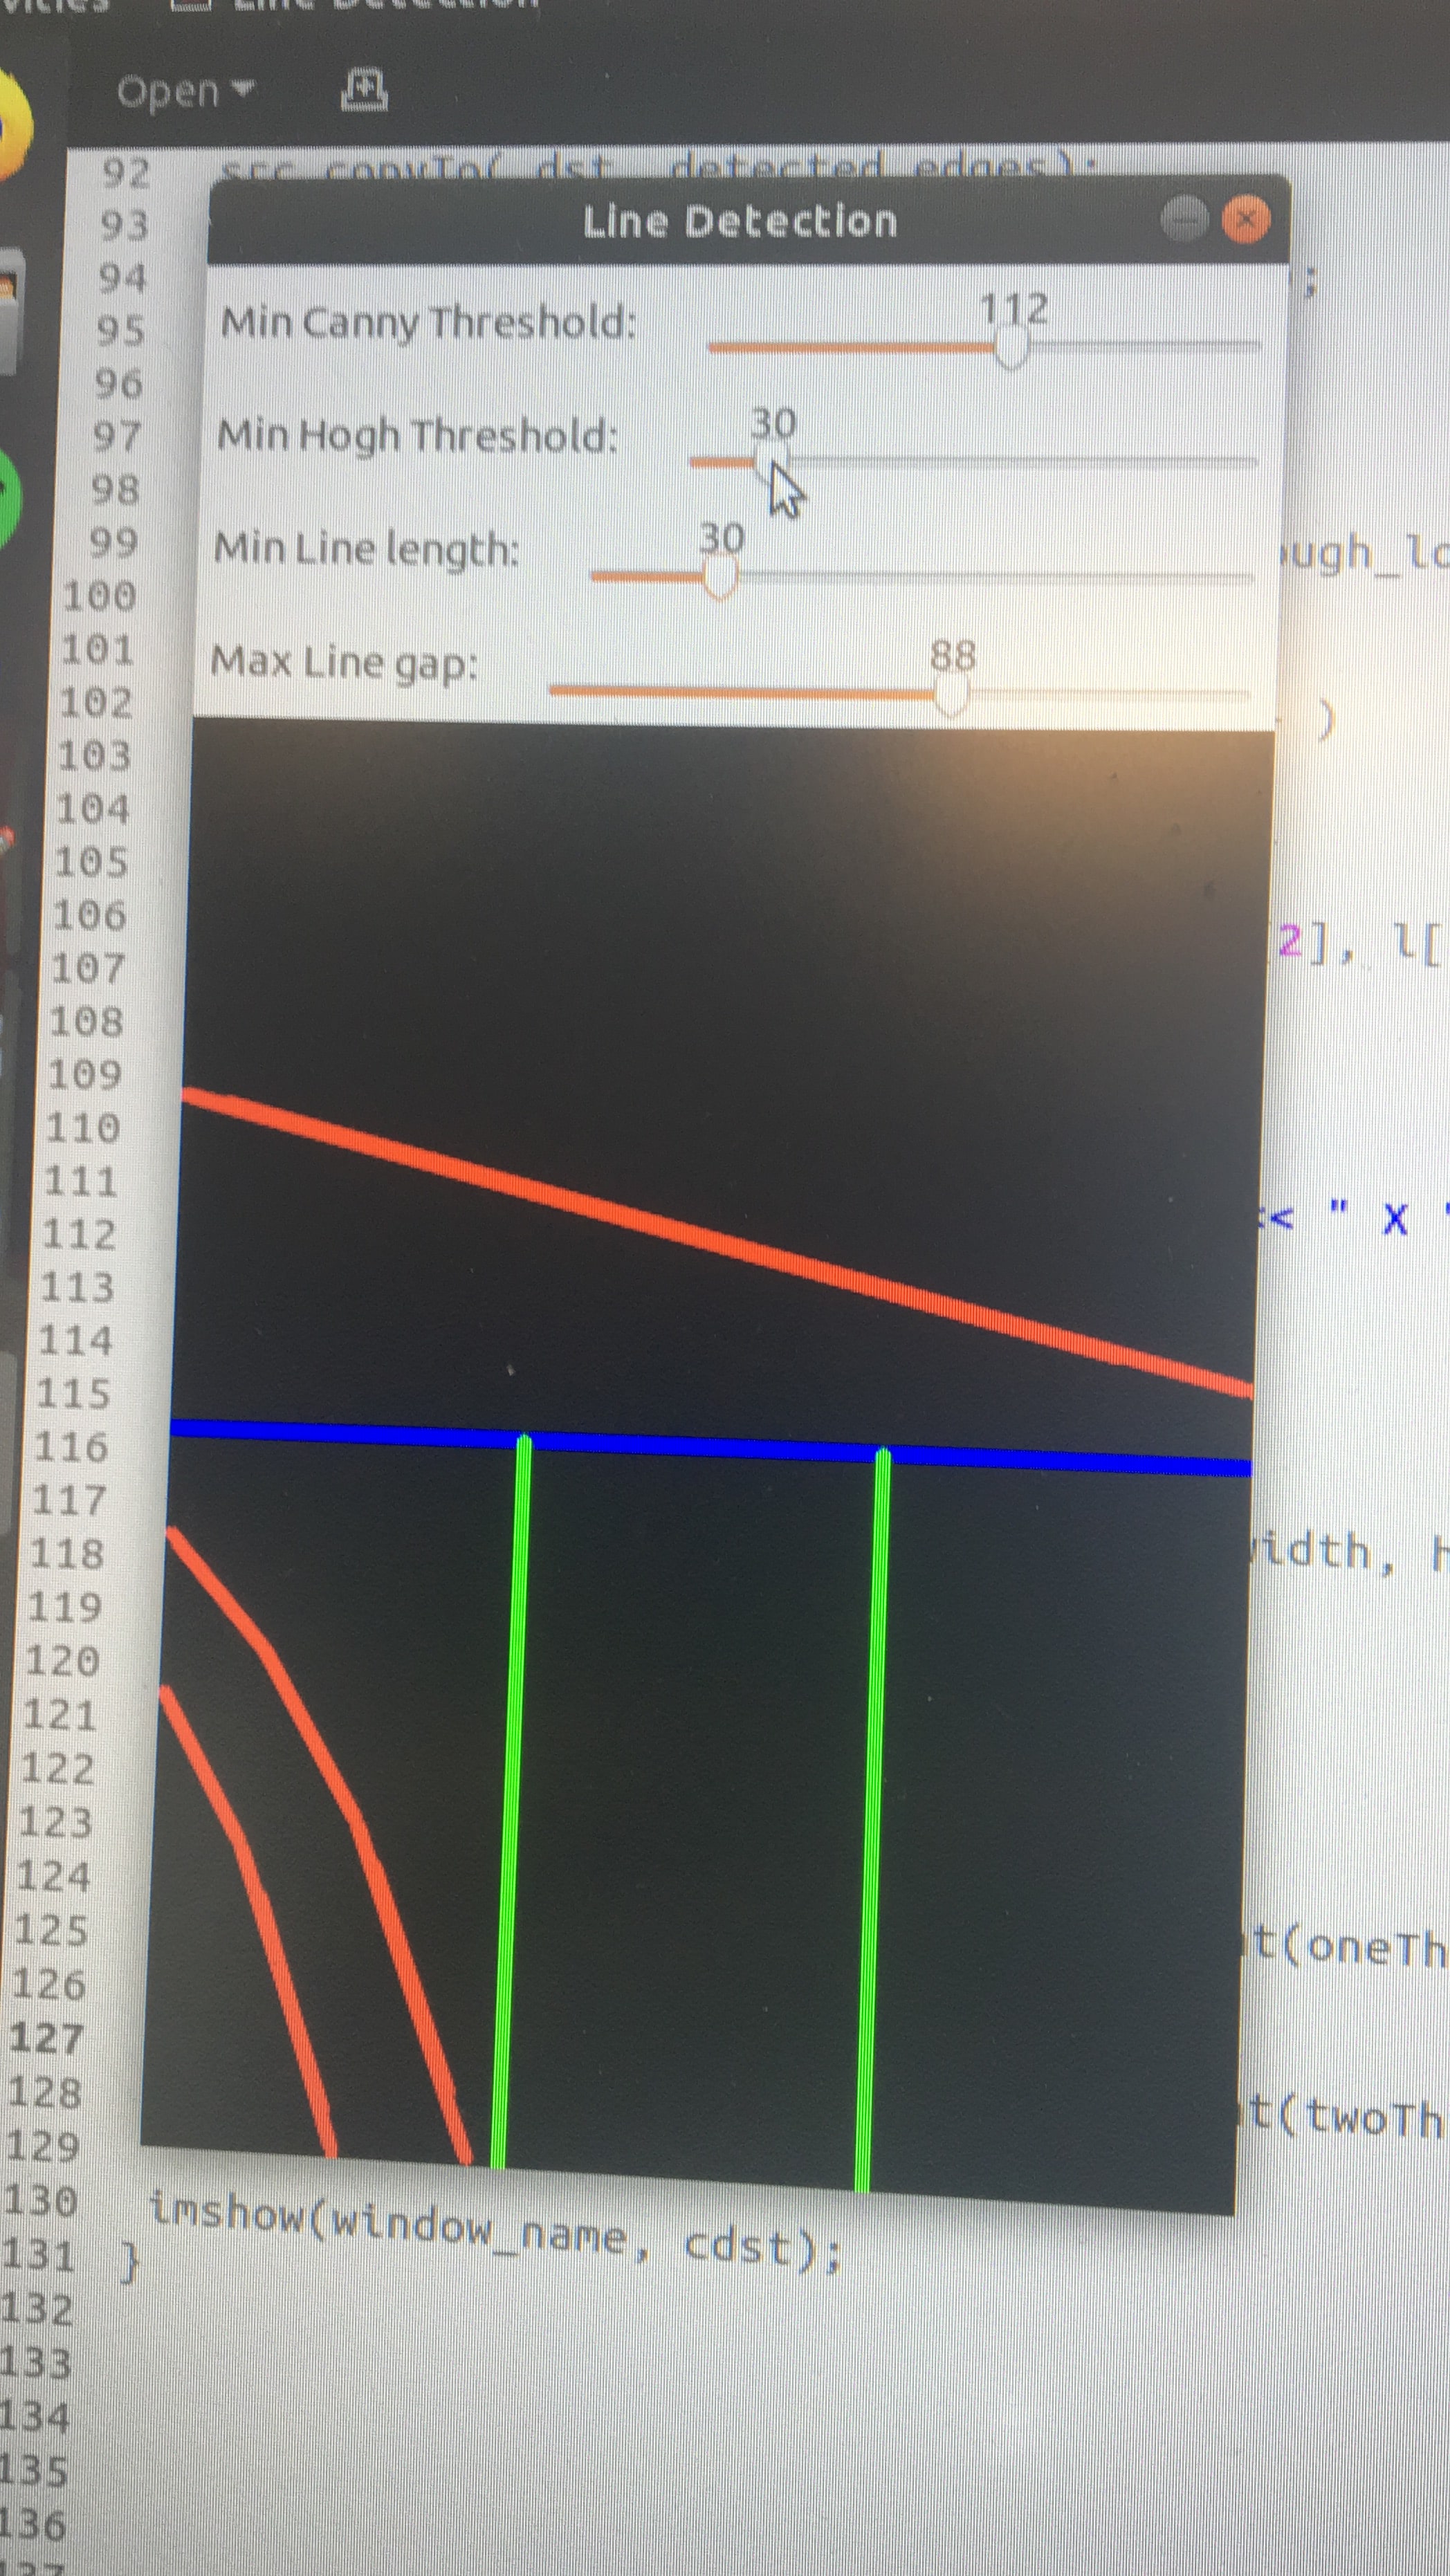 Line Detection
Open
92 src.copyTo( dst, detected_edges);
93
Line Detection
94 ;
Min Canny Threshold: 112
95
96
Min Hogh Threshold: 30
97
98
Min Line length: 30
99 ugh_lo
100
Max Line gap: 88
101
102 )
103
104
105
106
107 2], l[
108
109
110
111
112 << " X "
113
114
115
116
117
118 width, h
119
120
121
122
123
124
125 t(oneTh
126
127
128 t(twoTh
129
130 imshow(window_name, cdst);
131 }
132
133
134
135
136